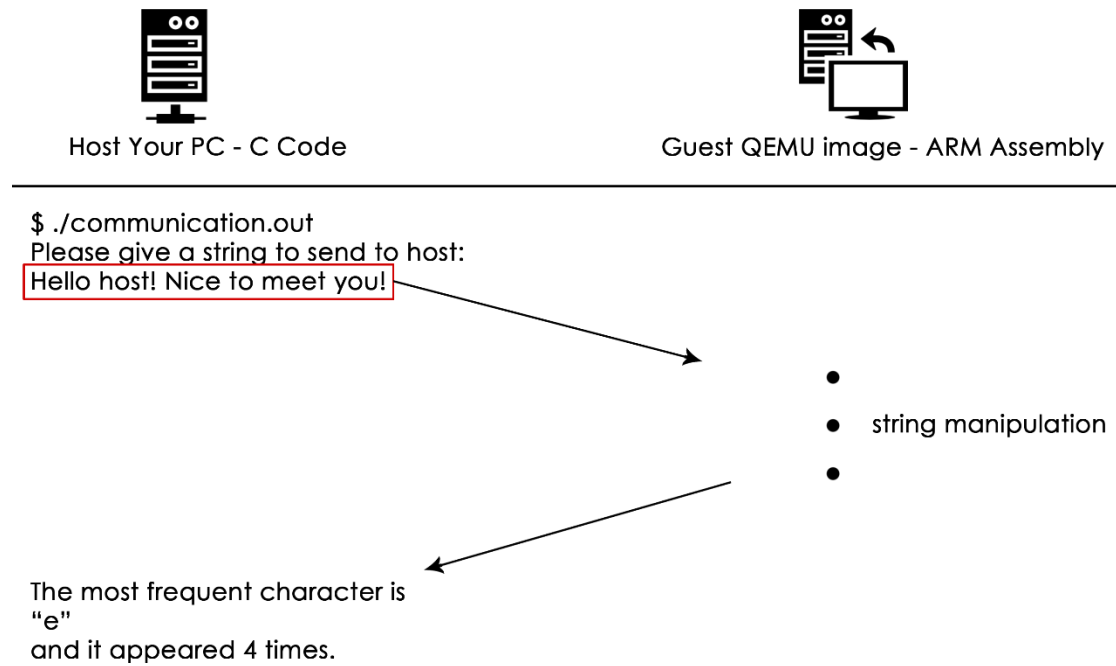 Host Your PC - C Code
Guest QEMU image - ARM Assembly
$ ./communication.out
Please give a string to send to host:
Hello host! Nice to meet you!
string manipulation
The most frequent character is
“e”
and it appeared 4 times.